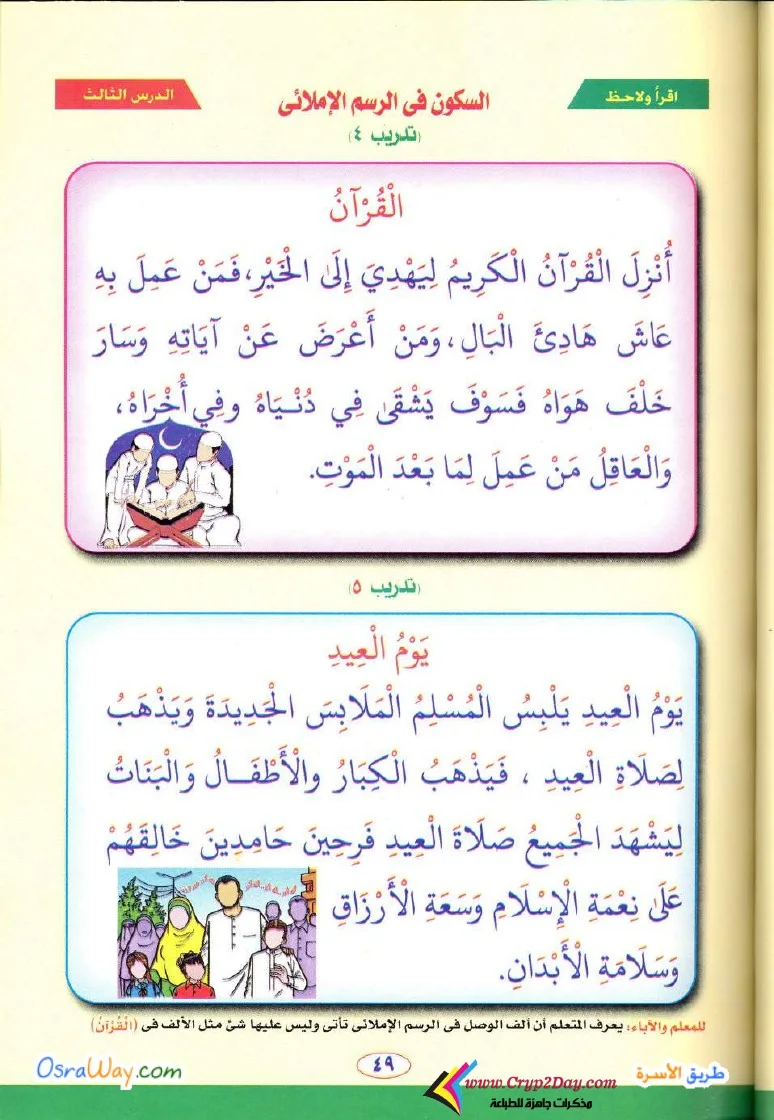 اقرأ ولاحظ
السكون فى الرسم الإملائى
الدرس الثالث
(تدريب ٤)
الْقُرْآنُ
أُنْزِلَ الْقُرْآنُ الْكَرِيمُ لِيَهْدِيَ إِلَى الْخَيْرِ، فَمَنْ عَمِلَ بِهِ
عَاشَ هَادِئَ الْبَالِ، وَمَنْ أَعْرَضَ عَنْ آيَاتِهِ وَسَارَ
خَلْفَ هَوَاهُ فَسَوْفَ يَشْقَى فِي دُنْـيَاهُ وفِي أُخْرَاهُ،
وَالْعَاقِلُ مَنْ عَمِلَ لِمَا بَعْدَ الْمَوْتِ.
(تدريب ٥)
يَوْمُ الْعِيدِ
يَوْمُ الْعِيدِ يَلْبِسُ الْمُسْلِمُ الْمَلَابِسَ الْجَدِيدَةَ وَيَذْهَبُ
لِصَلَاةِ الْعِيدِ ، فَيَذْهَبُ الْكِبَارُ والْأَطْفَــالُ وَالْبَنَاتُ
لِيَشْهَدَ الْجَمِيعُ صَلَاةَ الْعِيدِ فَرِحِينَ حَامِدِينَ خَالِقَهُمْ
عَلَى نِعْمَةِ الْإِسْلَامِ وَسَعَةِ الْأَرْزَاقِ
وَسَلَامَةِ الْأَبْدَانِ.
للمعلم والآباء: يعرف المتعلم أن ألف الوصل فى الرسم الإملائى تأتى وليس عليها شئ مثل الألف فى (الْقُرْآنُ)
طريق الأسرة
www.Cryp2Day.com
مذكرات جاهزة للطباعة
٤٩
OsraWay.com